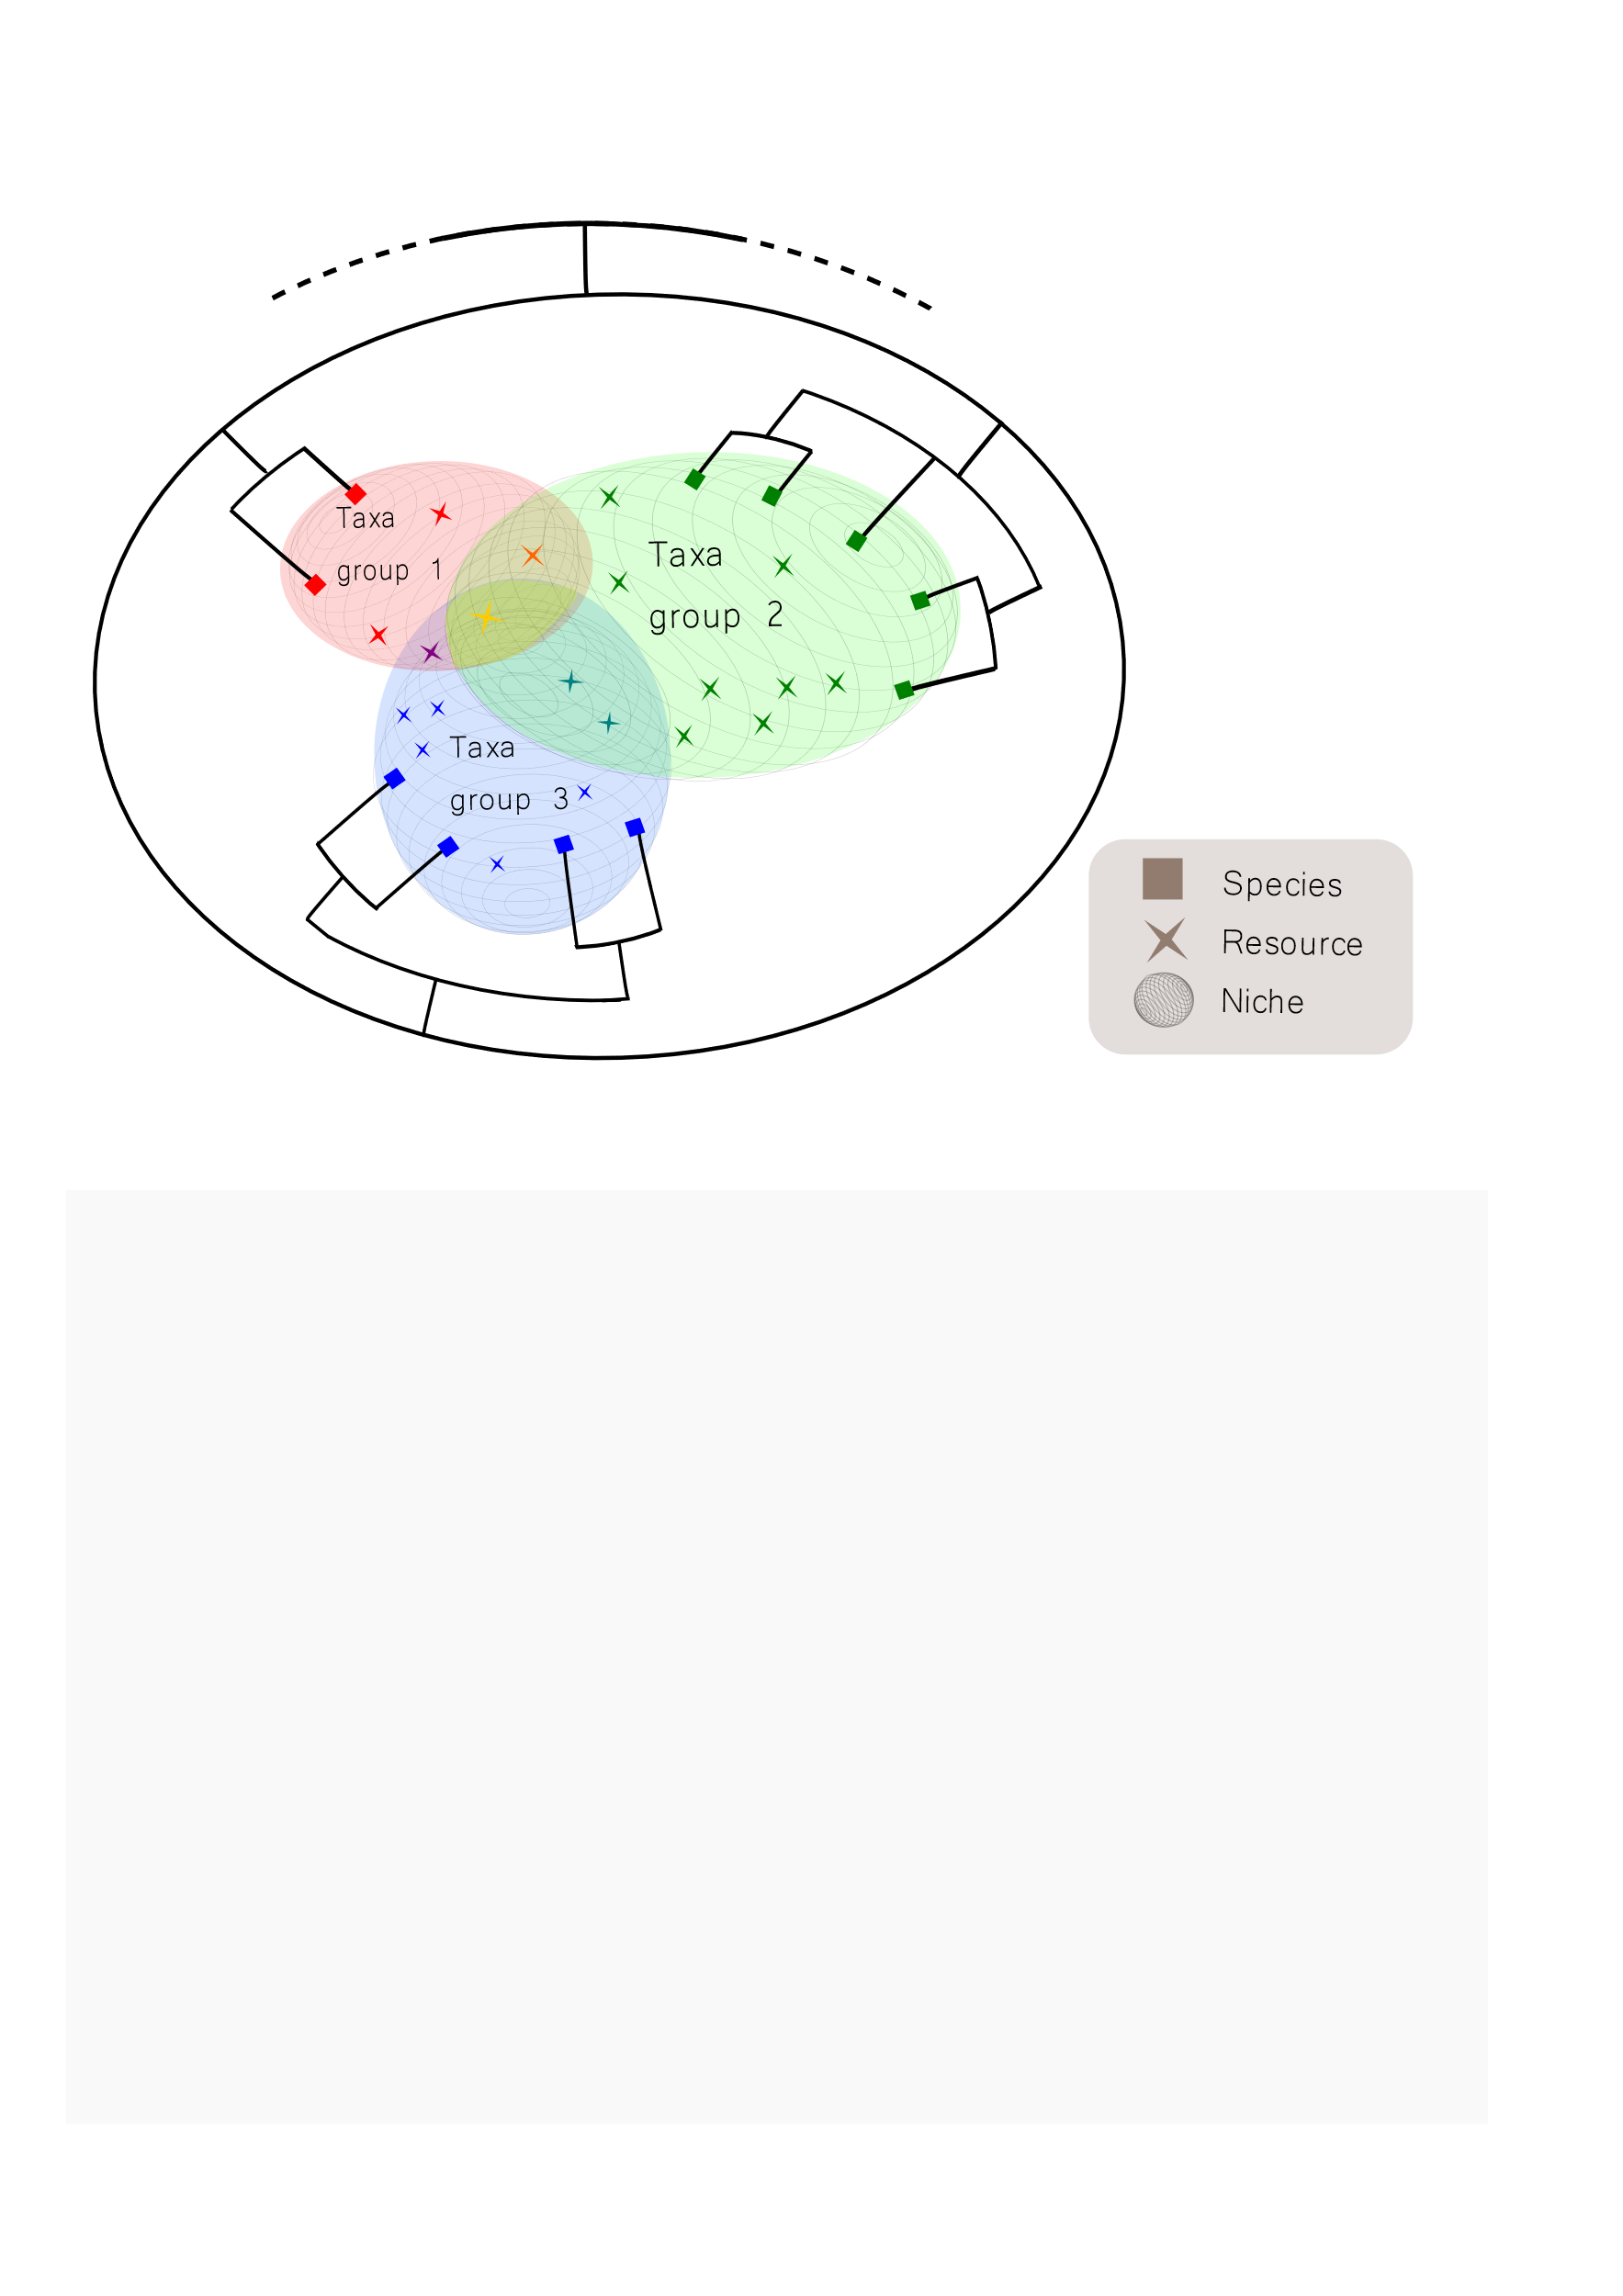 Taxa
group 1
Taxa
group 2
Taxa
group 3
Species
Resource
Niche